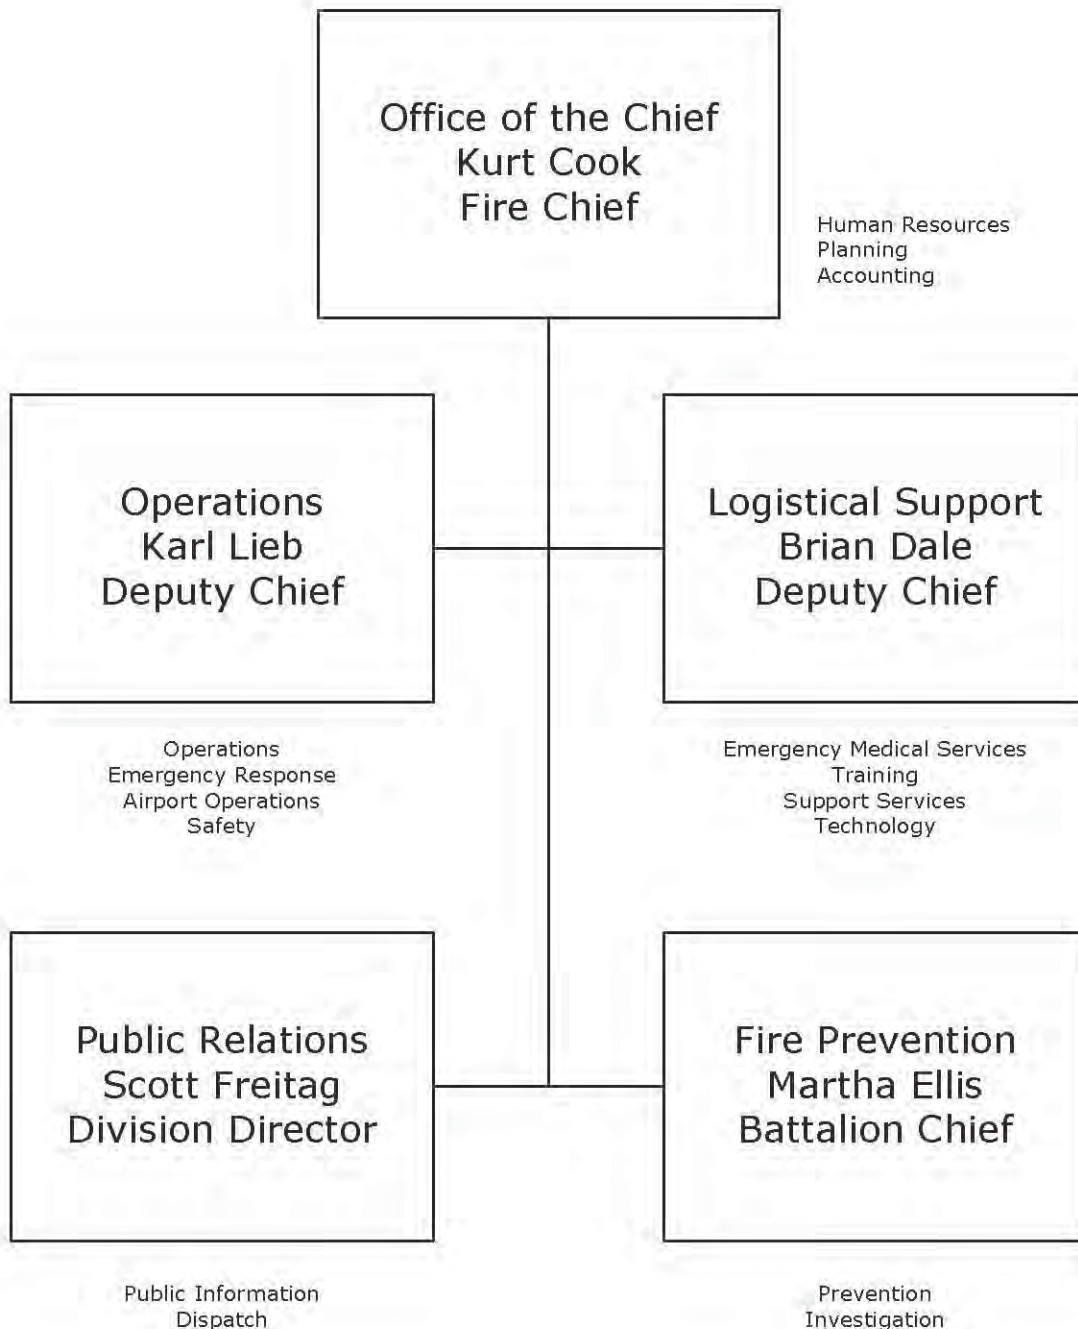 Office of the Chief
Kurt Cook
Fire Chief
Human Resources
Planning
Accounting
Operations
Karl Lieb
Deputy Chief
Logistical Support
Brian Dale
Deputy Chief
Operations
Emergency Response
Airport Operations
Safety
Emergency Medical Services
Training
Support Services
Technology
Public Relations
Scott Freitag
Division Director
Fire Prevention
Martha Ellis
Battalion Chief
Public Information
Dispatch
Prevention
Investigation